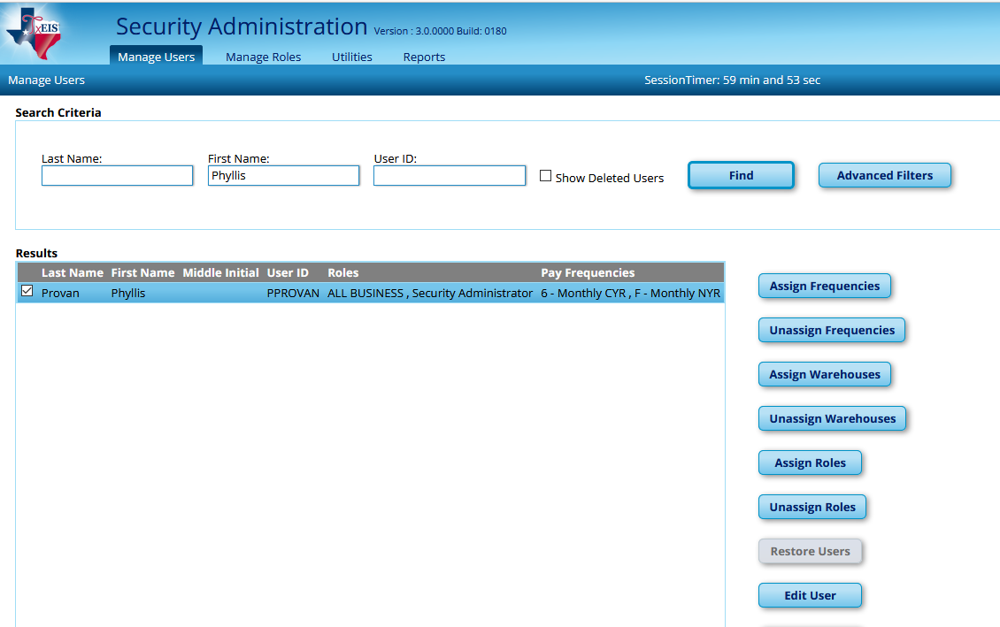 TxEIS
Security Administration Version : 3.0.0000 Build: 0180
Manage Users Manage Roles Utilities Reports
Manage Users SessionTimer: 59 min and 53 sec
Search Criteria
Last Name: First Name: User ID:
Phyllis
Show Deleted Users Find Advanced Filters
Results
Last Name First Name Middle Initial User ID Roles Pay Frequencies
Provan Phyllis PPROVAN ALL BUSINESS , Security Administrator 6 - Monthly CYR , F - Monthly NYR
Assign Frequencies
Unassign Frequencies
Assign Warehouses
Unassign Warehouses
Assign Roles
Unassign Roles
Restore Users
Edit User